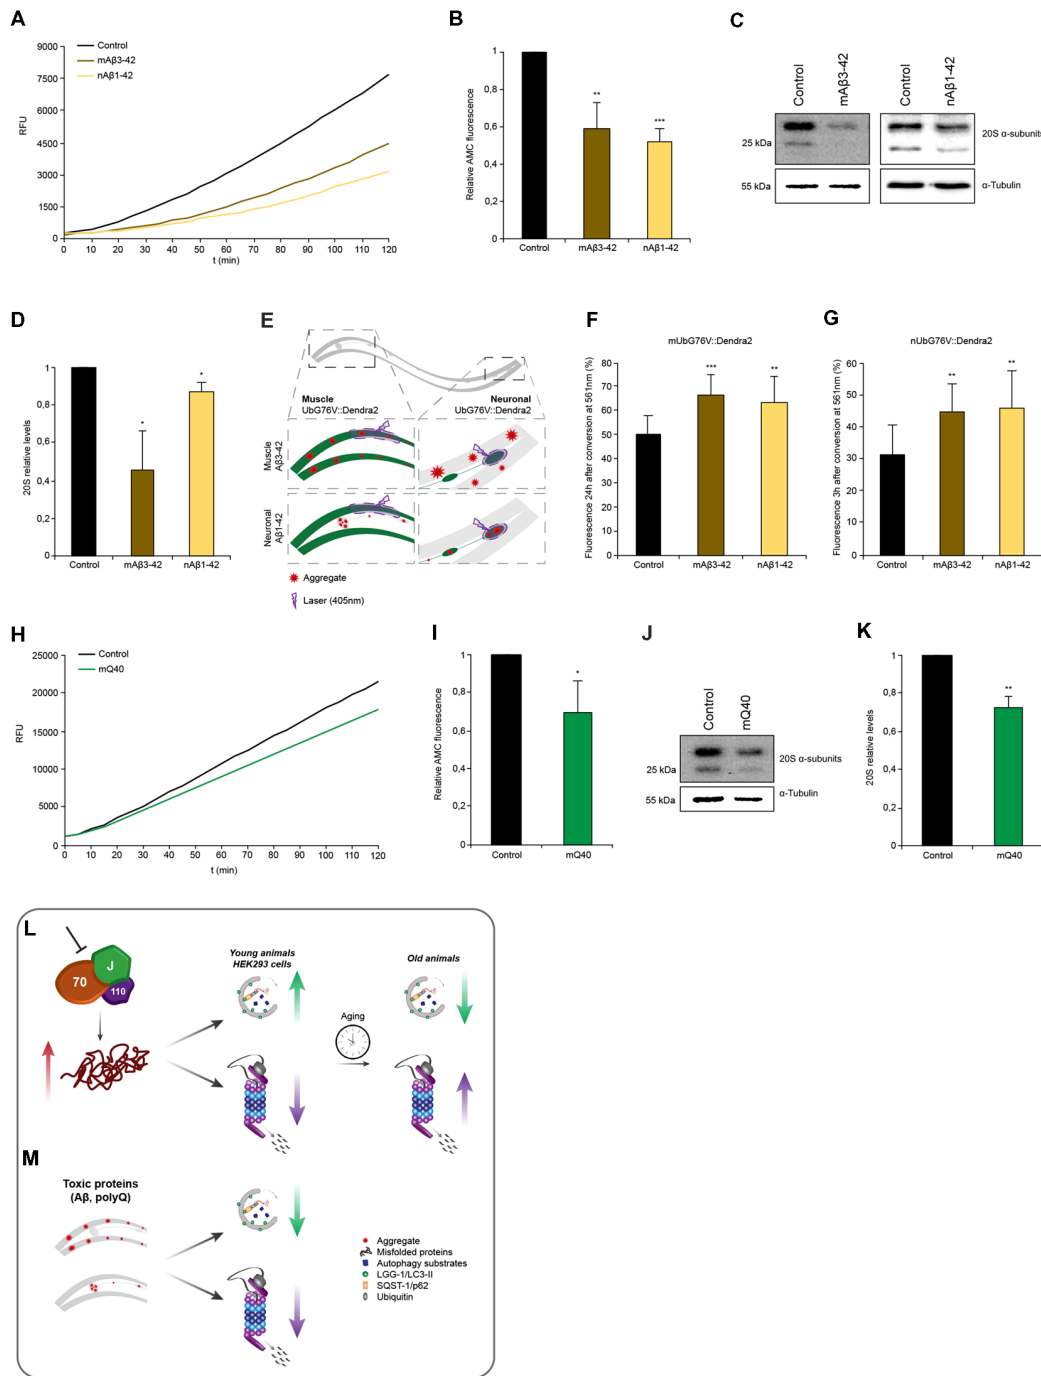 A
9000
7500
6000
4500
3000
1500
0
RFU
Control
mAβ3-42
nAβ1-42
0 10 20 30 40 50 60 70 80 90 100 110 120
t (min)
B
1
0,8
0,6
0,4
0,2
0
Relative AMC fluorescence
**
***
Control mAβ3-42 nAβ1-42
C
Control mAβ3-42 Control nAβ1-42
25 kDa
20S α-subunits
55 kDa
α-Tubulin
D
1
0,8
0,6
0,4
0,2
0
20S relative levels
*
*
Control mAβ3-42 nAβ1-42
E
Muscle
UbG76V::Dendra2
Neuronal
UbG76V::Dendra2
Muscle
Aβ3-42
Neuronal
Aβ1-42
Aggregate
Laser (405nm)
F
mUbG76V::Dendra2
80
70
60
50
40
30
20
10
0
Fluorescence 24h after conversion at 561nm (%)
***
**
Control mAβ3-42 nAβ1-42
G
nUbG76V::Dendra2
60
50
40
30
20
10
0
Fluorescence 3h after conversion at 561nm (%)
**
**
Control mAβ3-42 nAβ1-42
H
25000
20000
15000
10000
5000
0
RFU
Control
mQ40
0 10 20 30 40 50 60 70 80 90 100 110 120
t (min)
I
1
0,8
0,6
0,4
0,2
0
Relative AMC fluorescence
*
Control mQ40
J
Control mQ40
25 kDa
20S α-subunits
55 kDa
α-Tubulin
K
1
0,8
0,6
0,4
0,2
0
20S relative levels
**
Control mQ40
L
70
J
110
Young animals
HEK293 cells
Old animals
Aging
M
Toxic proteins
(Aβ, polyQ)
Aggregate
Misfolded proteins
Autophagy substrates
LGG-1/LC3-II
SQST-1/p62
Ubiquitin